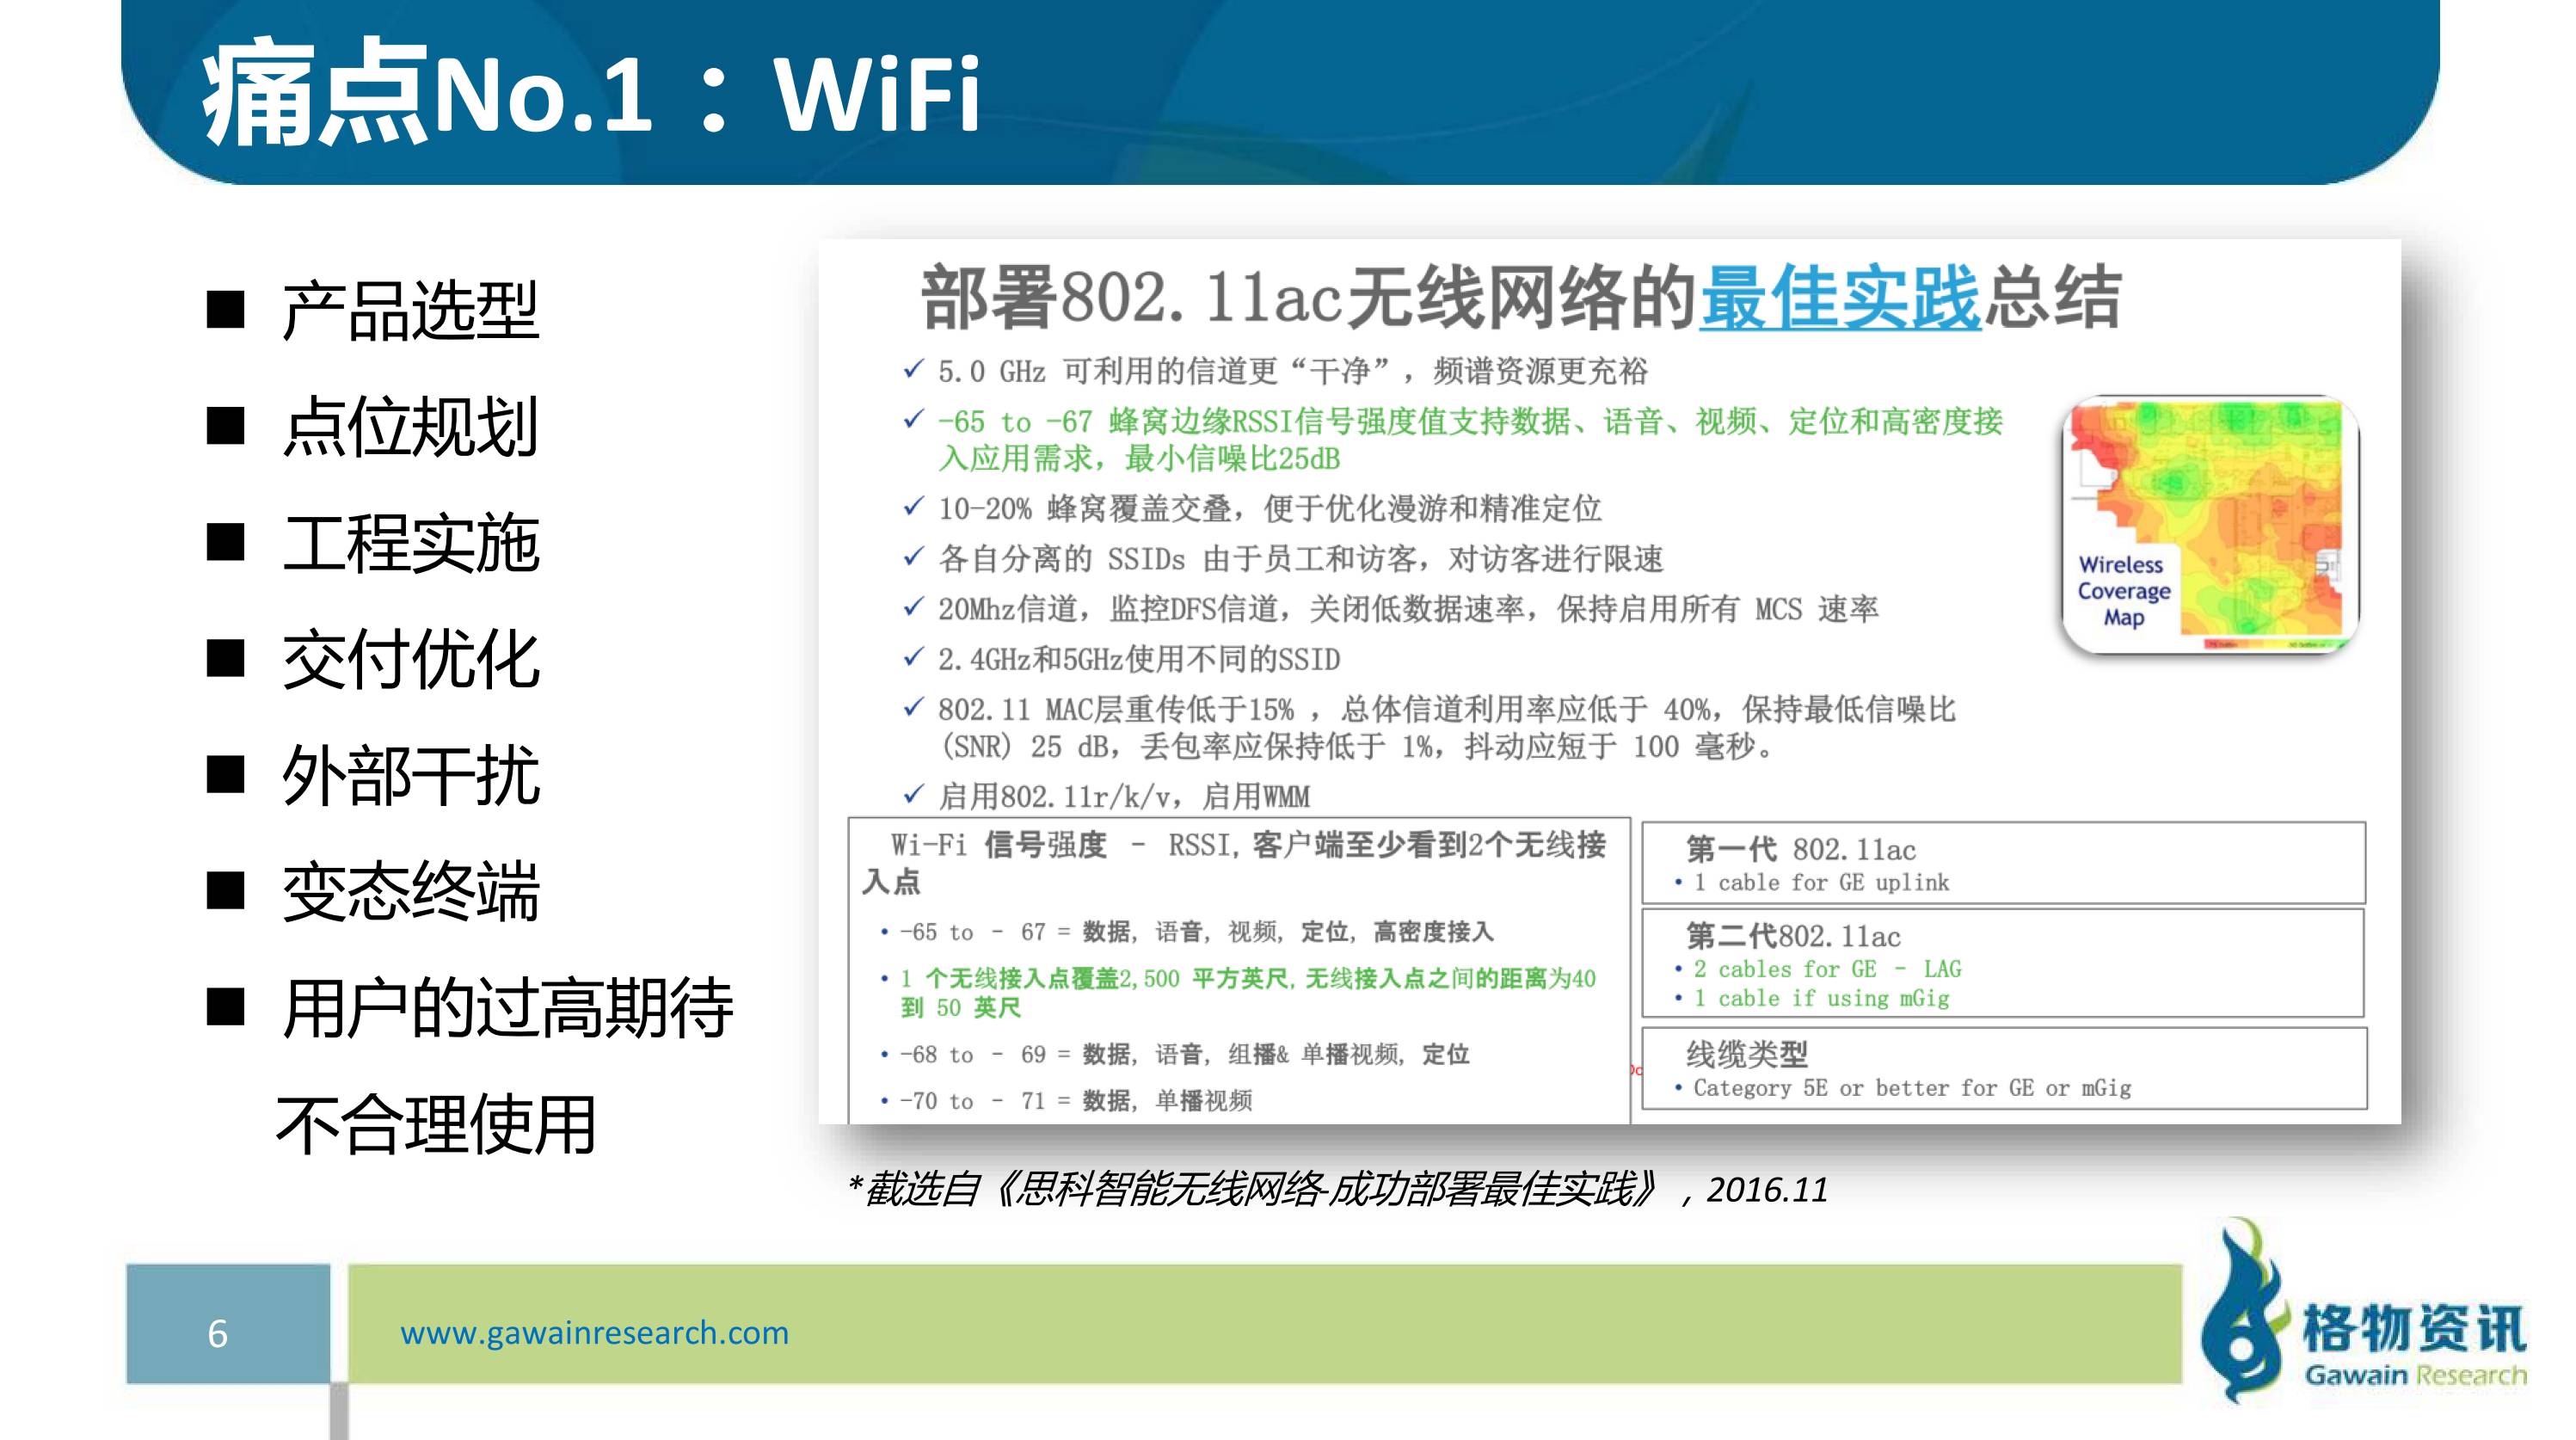 痛点No.1：WiFi
■ 产品选型
■ 点位规划
■ 工程实施
■ 交付优化
■ 外部干扰
■ 变态终端
■ 用户的过高期待
不合理使用
部署802.11ac无线网络的最佳实践总结
✓ 5.0 GHz 可利用的信道更“干净”，频谱资源更充裕
✓ -65 to -67 蜂窝边缘RSSI信号强度值支持数据、语音、视频、定位和高密度接
入应用需求，最小信噪比25dB
✓ 10-20% 蜂窝覆盖交叠，便于优化漫游和精准定位
✓ 各自分离的 SSIDs 由于员工和访客，对访客进行限速
✓ 20Mhz信道，监控DFS信道，关闭低数据速率，保持启用所有 MCS 速率
✓ 2.4GHz和5GHz使用不同的SSID
✓ 802.11 MAC层重传低于15% ，总体信道利用率应低于 40%，保持最低信噪比
(SNR) 25 dB，丢包率应保持低于 1%，抖动应短于 100 毫秒。
✓ 启用802.11r/k/v，启用WMM
Wireless
Coverage
Map
Wi-Fi 信号强度 – RSSI, 客户端至少看到2个无线接
入点
• -65 to – 67 = 数据, 语音, 视频, 定位, 高密度接入
• 1 个无线接入点覆盖2,500 平方英尺, 无线接入点之间的距离为40
到 50 英尺
• -68 to – 69 = 数据, 语音, 组播& 单播视频, 定位
• -70 to – 71 = 数据, 单播视频
第一代 802.11ac
• 1 cable for GE uplink
第二代802.11ac
• 2 cables for GE – LAG
• 1 cable if using mGig
线缆类型
• Category 5E or better for GE or mGig
*截选自《思科智能无线网络-成功部署最佳实践》，2016.11
6
www.gawainresearch.com
格物资讯
Gawain Research